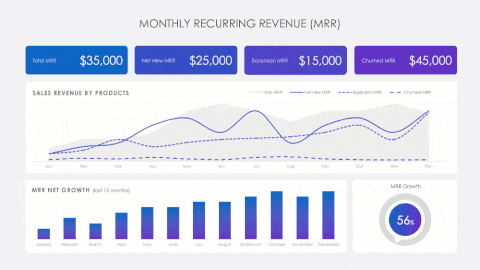 MONTHLY RECURRING REVENUE (MRR)
Total MRR $35,000
Net New MRR $25,000
Expansion MRR $15,000
Churned MRR $45,000
SALES REVENUE BY PRODUCTS
Total MRR Net new MRR Expansion MRR Churned MRR
Jan Feb Mar Apr May Jun Jul Aug Sep Oct Nov Dec
MRR NET GROWTH (last 12 months)
January February March April May June July August September October November December
MRR Growth
56%